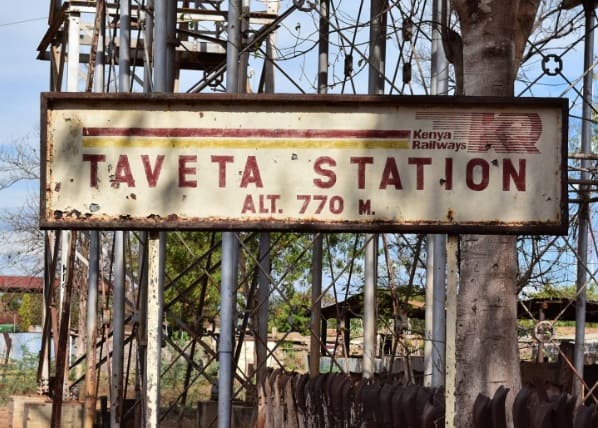 Kenya
Railways KR
TAVETA STATION
ALT. 770 M.